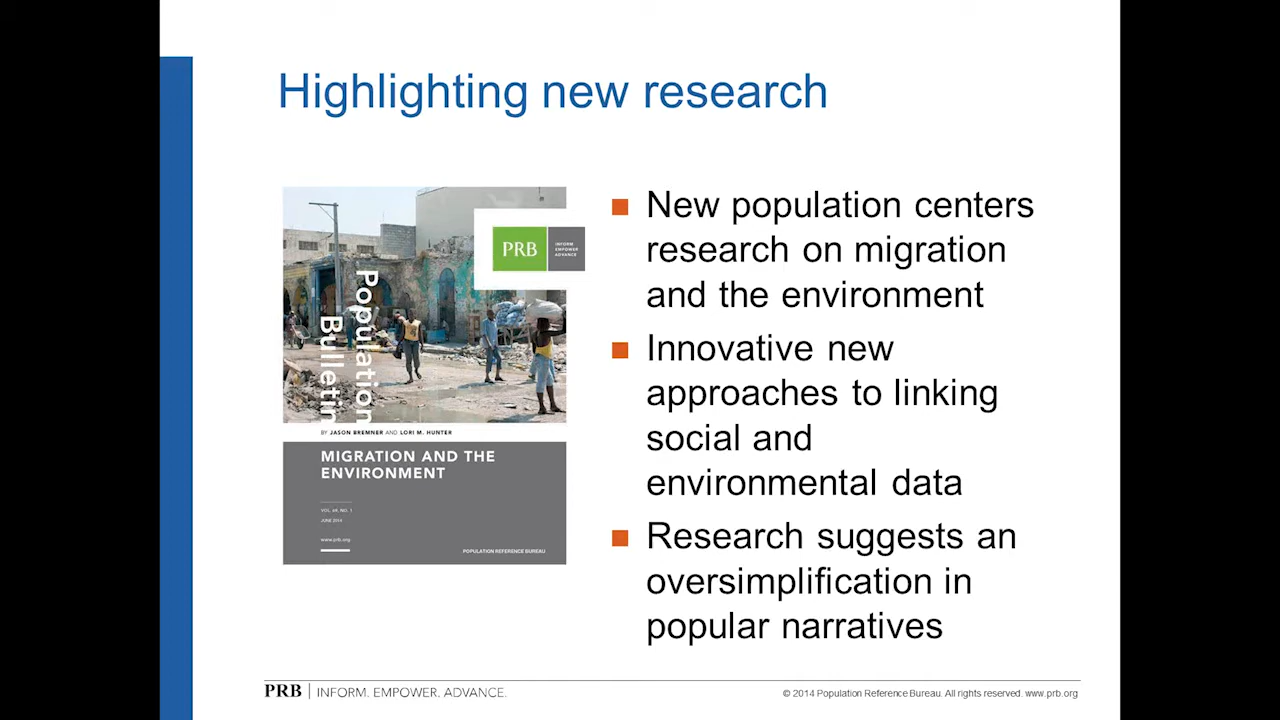 Highlighting new research
PRB
INFORM
EMPOWER
ADVANCE
Population
Bulletin
BY JASON BREMNER AND LORI M. HUNTER
MIGRATION AND THE
ENVIRONMENT
VOL. 69, NO. 1
JUNE 2014
www.prb.org
POPULATION REFERENCE BUREAU
New population centers
research on migration
and the environment
Innovative new
approaches to linking
social and
environmental data
Research suggests an
oversimplification in
popular narratives
PRB | INFORM. EMPOWER. ADVANCE.
© 2014 Population Reference Bureau. All rights reserved. www.prb.org